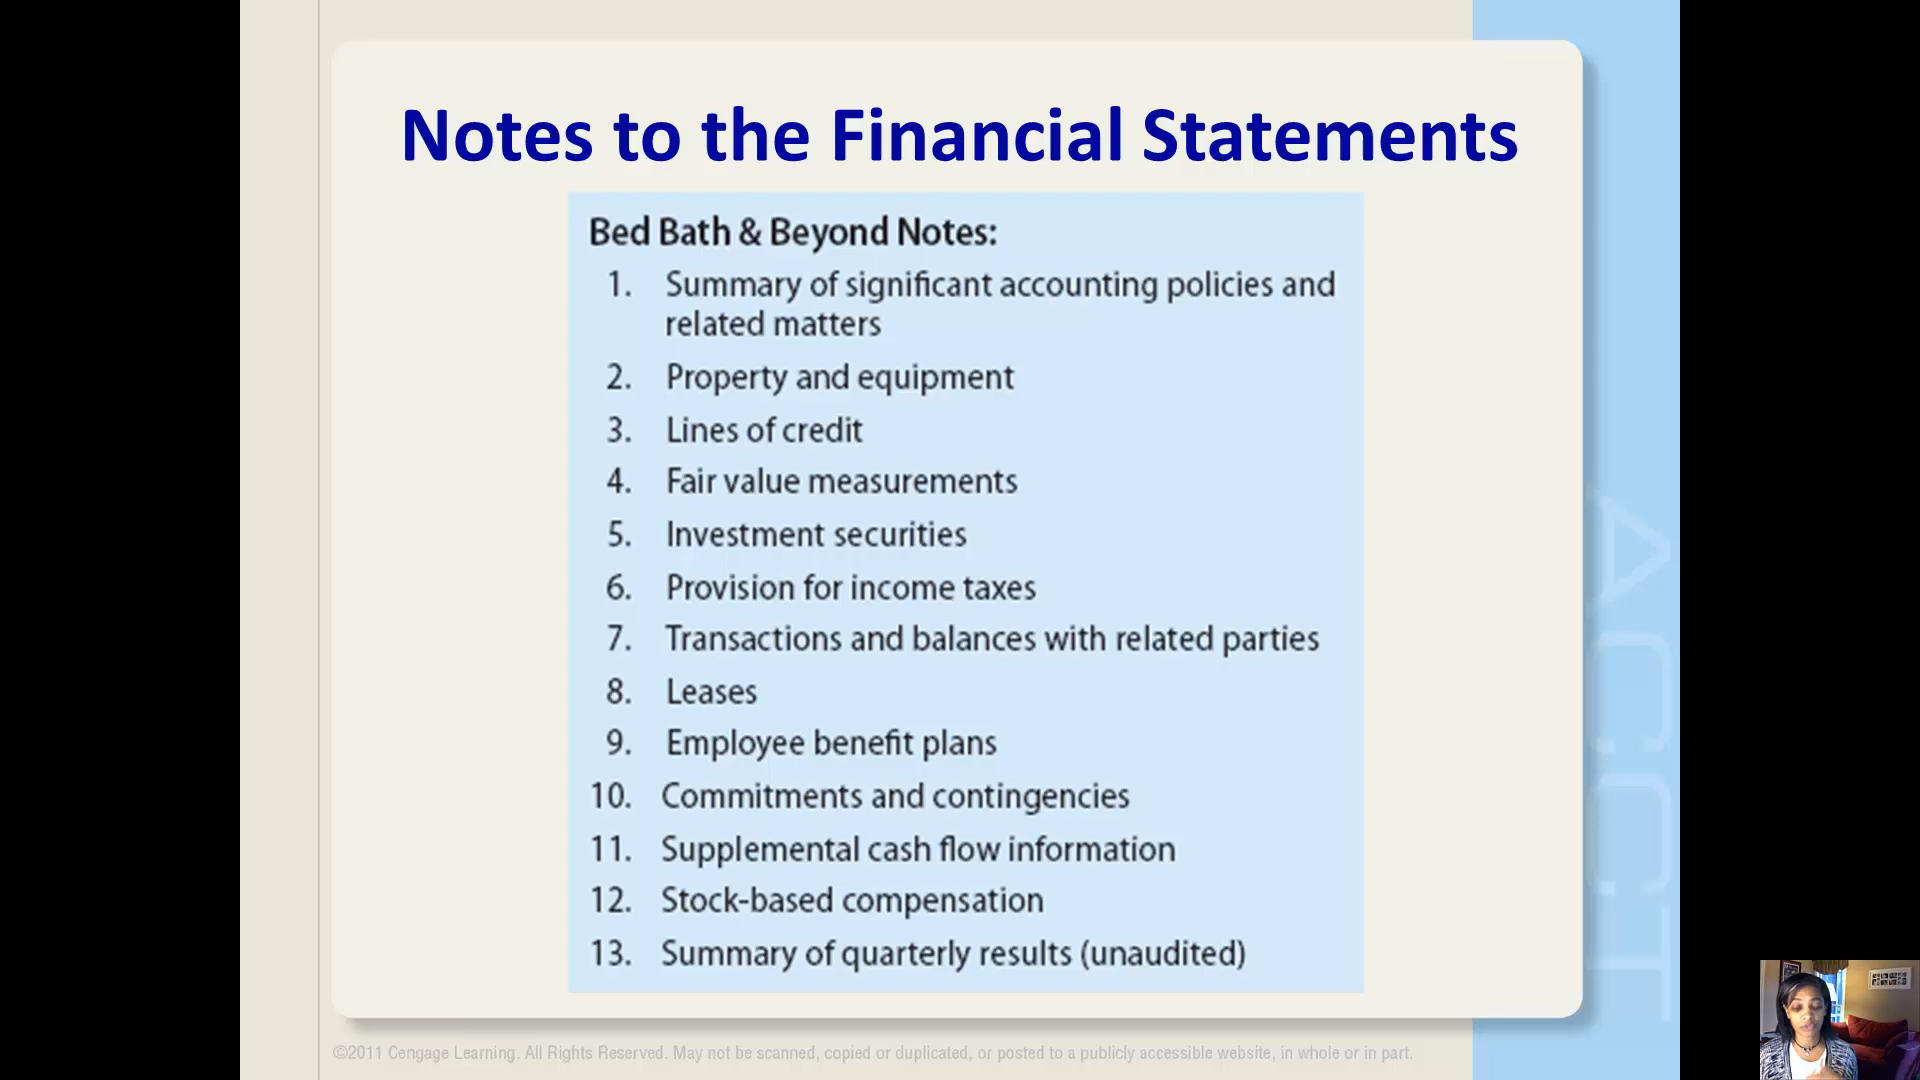 Notes to the Financial Statements
Bed Bath & Beyond Notes:
1. Summary of significant accounting policies and
related matters
2. Property and equipment
3. Lines of credit
4. Fair value measurements
5. Investment securities
6. Provision for income taxes
7. Transactions and balances with related parties
8. Leases
9. Employee benefit plans
10. Commitments and contingencies
11. Supplemental cash flow information
12. Stock-based compensation
13. Summary of quarterly results (unaudited)
ACCT
©2011 Cengage Learning. All Rights Reserved. May not be scanned, copied or duplicated, or posted to a publicly accessible website, in whole or in part.